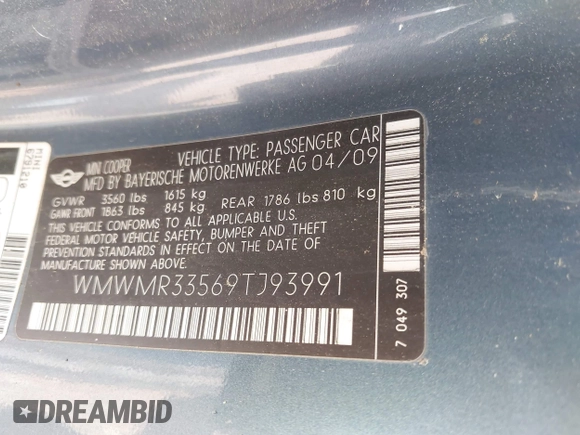 MINI COOPER
VEHICLE TYPE: PASSENGER CAR
MFD BY BAYERISCHE MOTORENWERKE AG 04/09
GVWR 3560 lbs 1615 kg
GAWR FRONT 1863 lbs 845 kg REAR 1786 lbs 810 kg
THIS VEHICLE CONFORMS TO ALL APPLICABLE U.S.
FEDERAL MOTOR VEHICLE SAFETY, BUMPER AND THEFT
PREVENTION STANDARDS IN EFFECT ON THE DATE OF
MANUFACTURE SHOWN ABOVE.
WMWMR33569TJ93991
7 049 307
MINI
DREAMBID